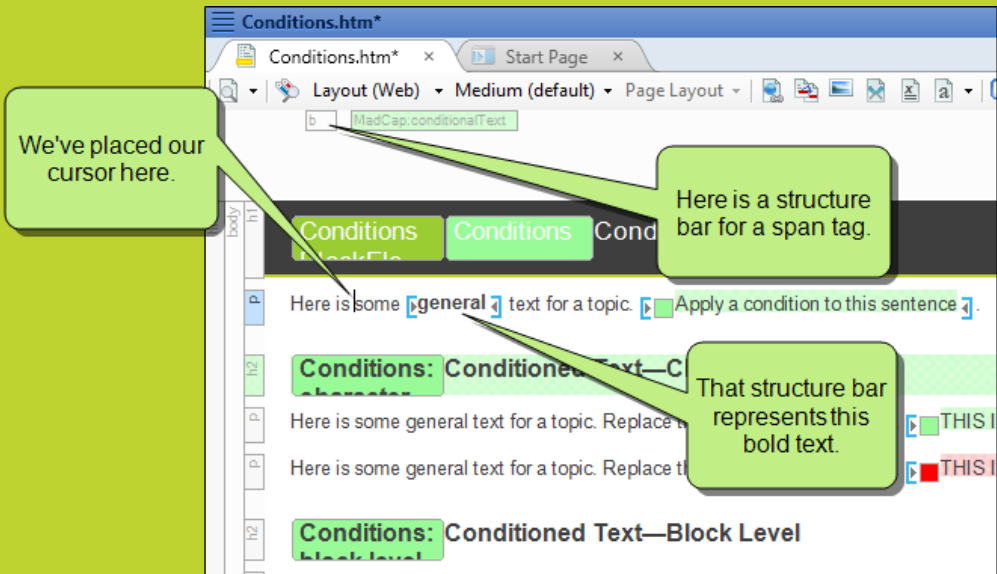 Conditions.htm*
Conditions.htm* × Start Page ×
Layout (Web) Medium (default) Page Layout x a
b MadCap:conditionalText
We've placed our
cursor here.
Here is a structure
bar for a span tag.
body h1
Conditions Conditions Cond
BlockEle
p Here is some general text for a topic. Apply a condition to this sentence .
h2 Conditions: Conditioned Text—C
character
That structure bar
represents this
bold text.
p Here is some general text for a topic. Replace t THIS I
p Here is some general text for a topic. Replace th THIS I
h2 Conditions: Conditioned Text—Block Level
block level